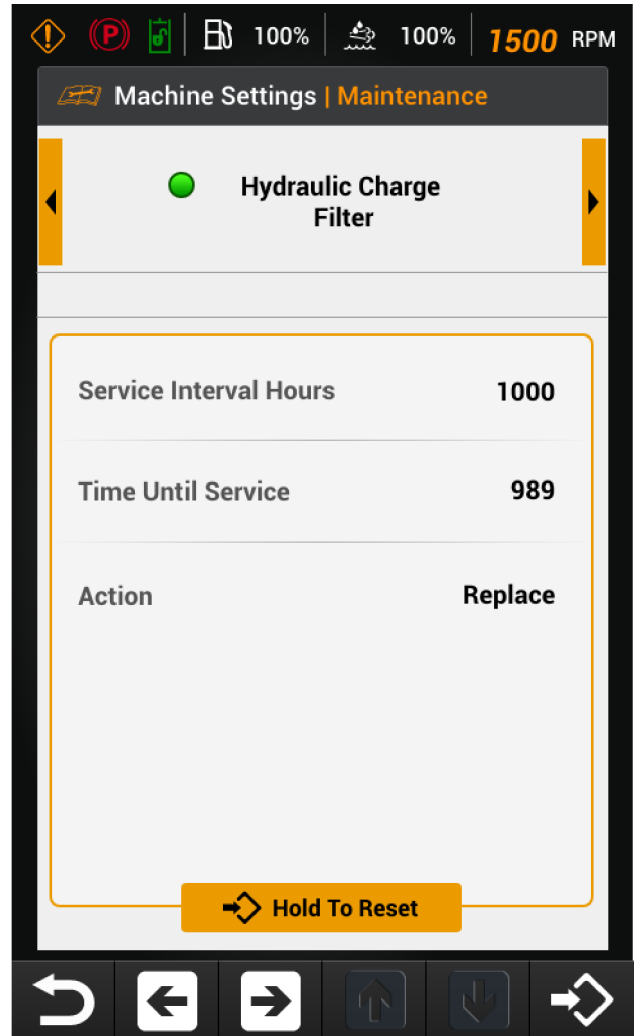 P 100% 100% 1500 RPM
Machine Settings | Maintenance
Hydraulic Charge
Filter
Service Interval Hours 1000
Time Until Service 989
Action Replace
Hold To Reset